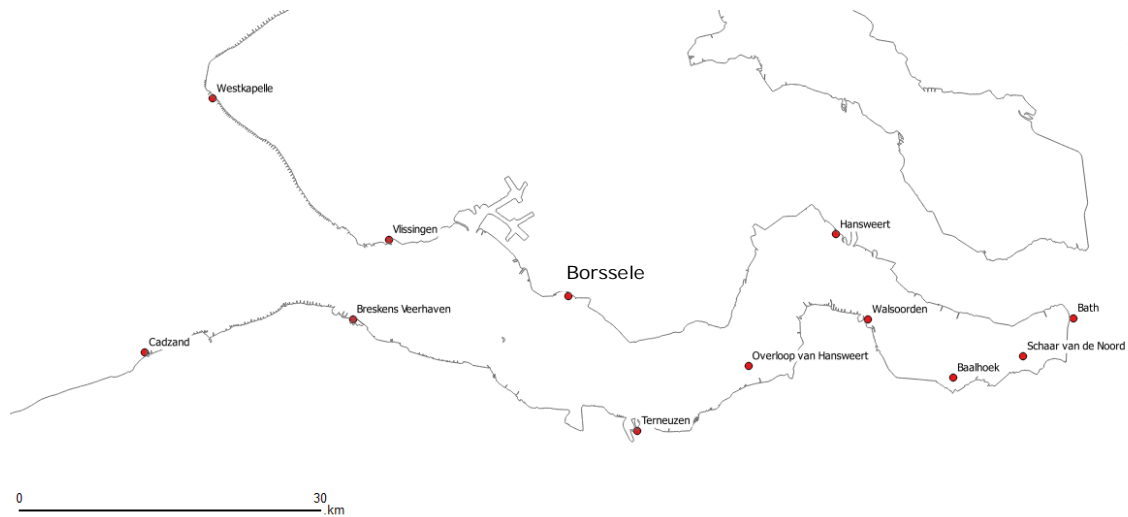 Westkapelle
Vlissingen
Hansweert
Borssele
Breskens Veerhaven
Walsoorden
Bath
Cadzand
Overloop van Hansweert
Schaar van de Noord
Baalhoek
Terneuzen
0 30
.km